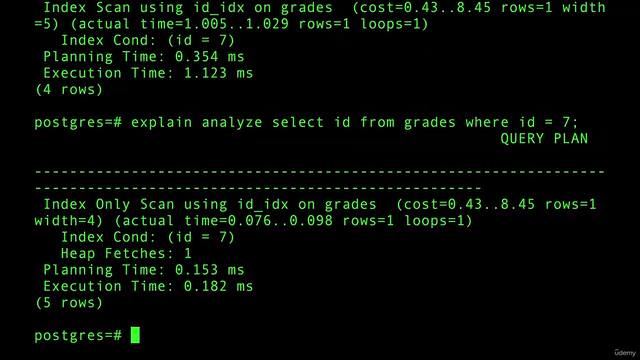 Index Scan using id_idx on grades  (cost=0.43..8.45 rows=1 width
=5) (actual time=1.005..1.029 rows=1 loops=1)
   Index Cond: (id = 7)
 Planning Time: 0.354 ms
 Execution Time: 1.123 ms
(4 rows)
postgres=# explain analyze select id from grades where id = 7;
QUERY PLAN
-----------------------------------------------------------------
---------------------------------------------------
 Index Only Scan using id_idx on grades  (cost=0.43..8.45 rows=1
width=4) (actual time=0.076..0.098 rows=1 loops=1)
   Index Cond: (id = 7)
   Heap Fetches: 1
 Planning Time: 0.153 ms
 Execution Time: 0.182 ms
(5 rows)
postgres=#
udemy